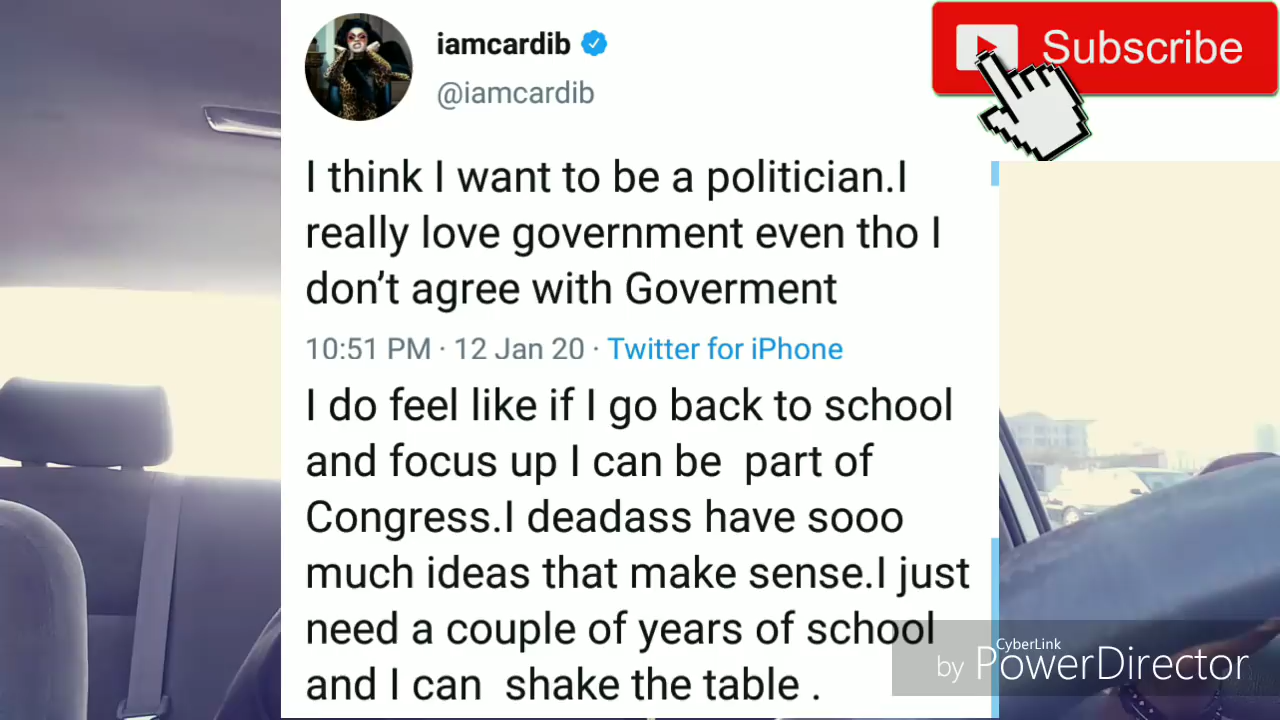 iamcardib
@iamcardib
Subscribe
I think I want to be a politician.I
really love government even tho I
don’t agree with Goverment
10:51 PM · 12 Jan 20 · Twitter for iPhone
I do feel like if I go back to school
and focus up I can be  part of
Congress.I deadass have sooo
much ideas that make sense.I just
need a couple of years of school
and I can  shake the table .
CyberLink
by PowerDirector